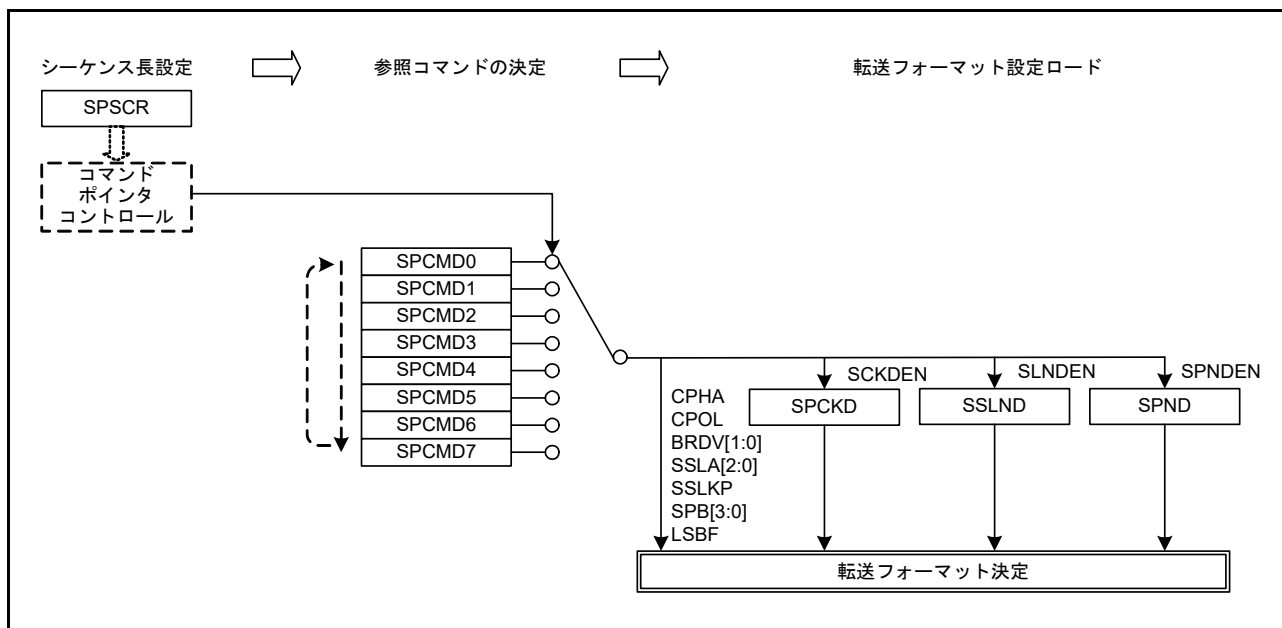 シーケンス長設定
参照コマンドの決定
転送フォーマット設定ロード
SPSCR
コマンド
ポインタ
コントロール
SPCMD0
SPCMD1
SPCMD2
SPCMD3
SPCMD4
SPCMD5
SPCMD6
SPCMD7
CPHA
CPOL
BRDV[1:0]
SSLA[2:0]
SSLKP
SPB[3:0]
LSBF
SCKDEN
SPCKD
SLNDEN
SSLND
SPNDEN
SPND
転送フォーマット決定